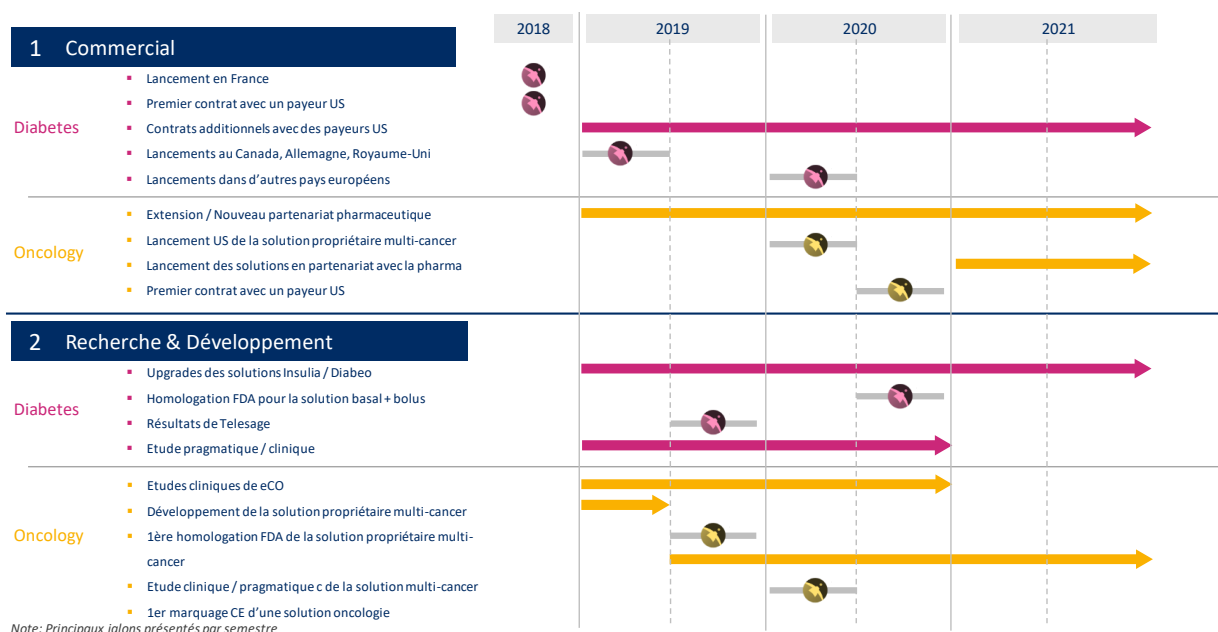 2018 2019 2020 2021
1 Commercial
Diabetes
Lancement en France
Premier contrat avec un payeur US
Contrats additionnels avec des payeurs US
Lancements au Canada, Allemagne, Royaume-Uni
Lancements dans d'autres pays européens
Oncology
Extension / Nouveau partenariat pharmaceutique
Lancement US de la solution propriétaire multi-cancer
Lancement des solutions en partenariat avec la pharma
Premier contrat avec un payeur US
2 Recherche & Développement
Diabetes
Upgrades des solutions Insulia / Diabeo
Homologation FDA pour la solution basal + bolus
Résultats de Telesage
Etude pragmatique / clinique
Oncology
Etudes cliniques de eCO
Développement de la solution propriétaire multi-cancer
1ère homologation FDA de la solution propriétaire multi-
cancer
Etude clinique / pragmatique c de la solution multi-cancer
1er marquage CE d'une solution oncologie
Note: Principaux jalons présentés par semestre